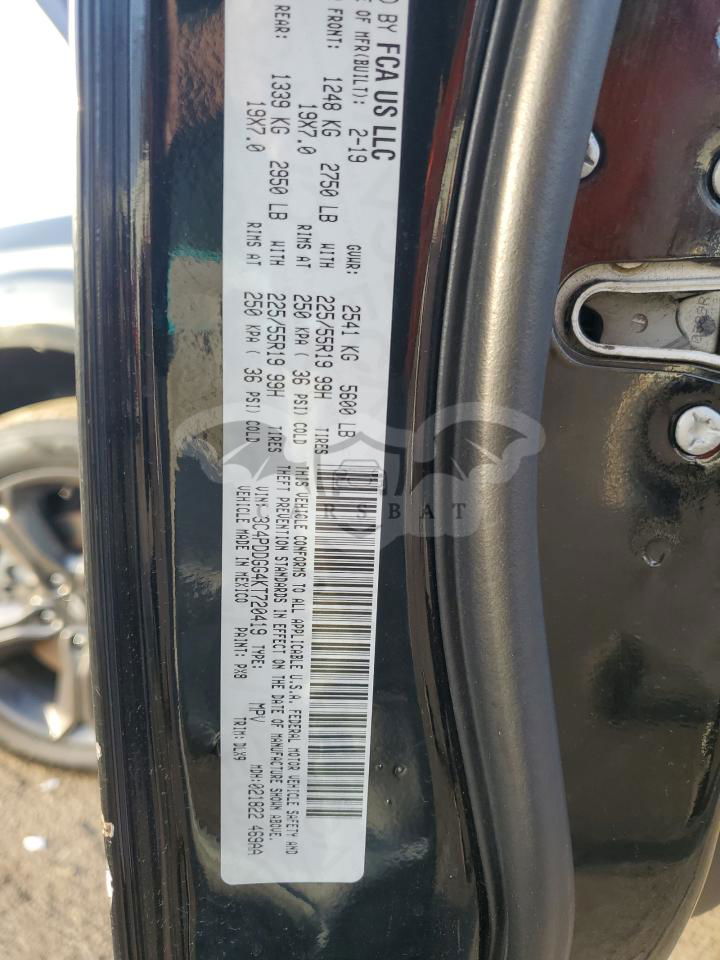 ) BY FCA US LLC
E OF MFR(BUILT): 2-19 GVWR: 2541 KG 5600 LB
FRONT: 1248 KG 2750 LB WITH 225/55R19 99H TIRES
19X7.0 RIMS AT 250 KPA ( 36 PSI) COLD
REAR: 1339 KG 2950 LB WITH 225/55R19 99H TIRES
19X7.0 RIMS AT 250 KPA ( 36 PSI) COLD
THIS VEHICLE CONFORMS TO ALL APPLICABLE U.S.A. FEDERAL MOTOR VEHICLE SAFETY AND
THEFT PREVENTION STANDARDS IN EFFECT ON THE DATE OF MANUFACTURE SHOWN ABOVE.
VIN: 3C4PDDGG4KT720419 TYPE: MPV MDH:021822 469AA
VEHICLE MADE IN MEXICO PAINT: PX8 TRIM: DLX9